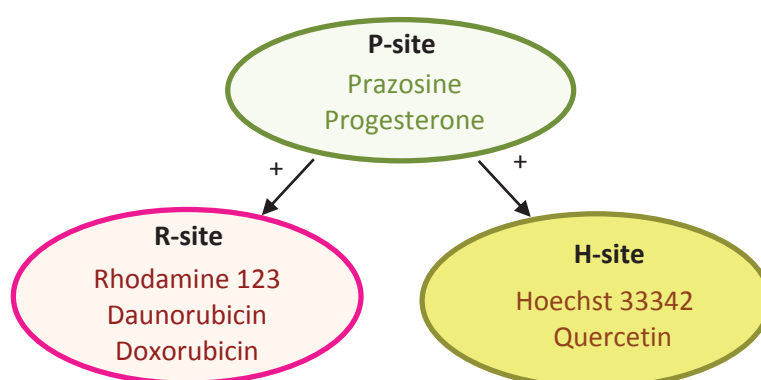 P-site
Prazosine
Progesterone
+
+
R-site
Rhodamine 123
Daunorubicin
Doxorubicin
H-site
Hoechst 33342
Quercetin